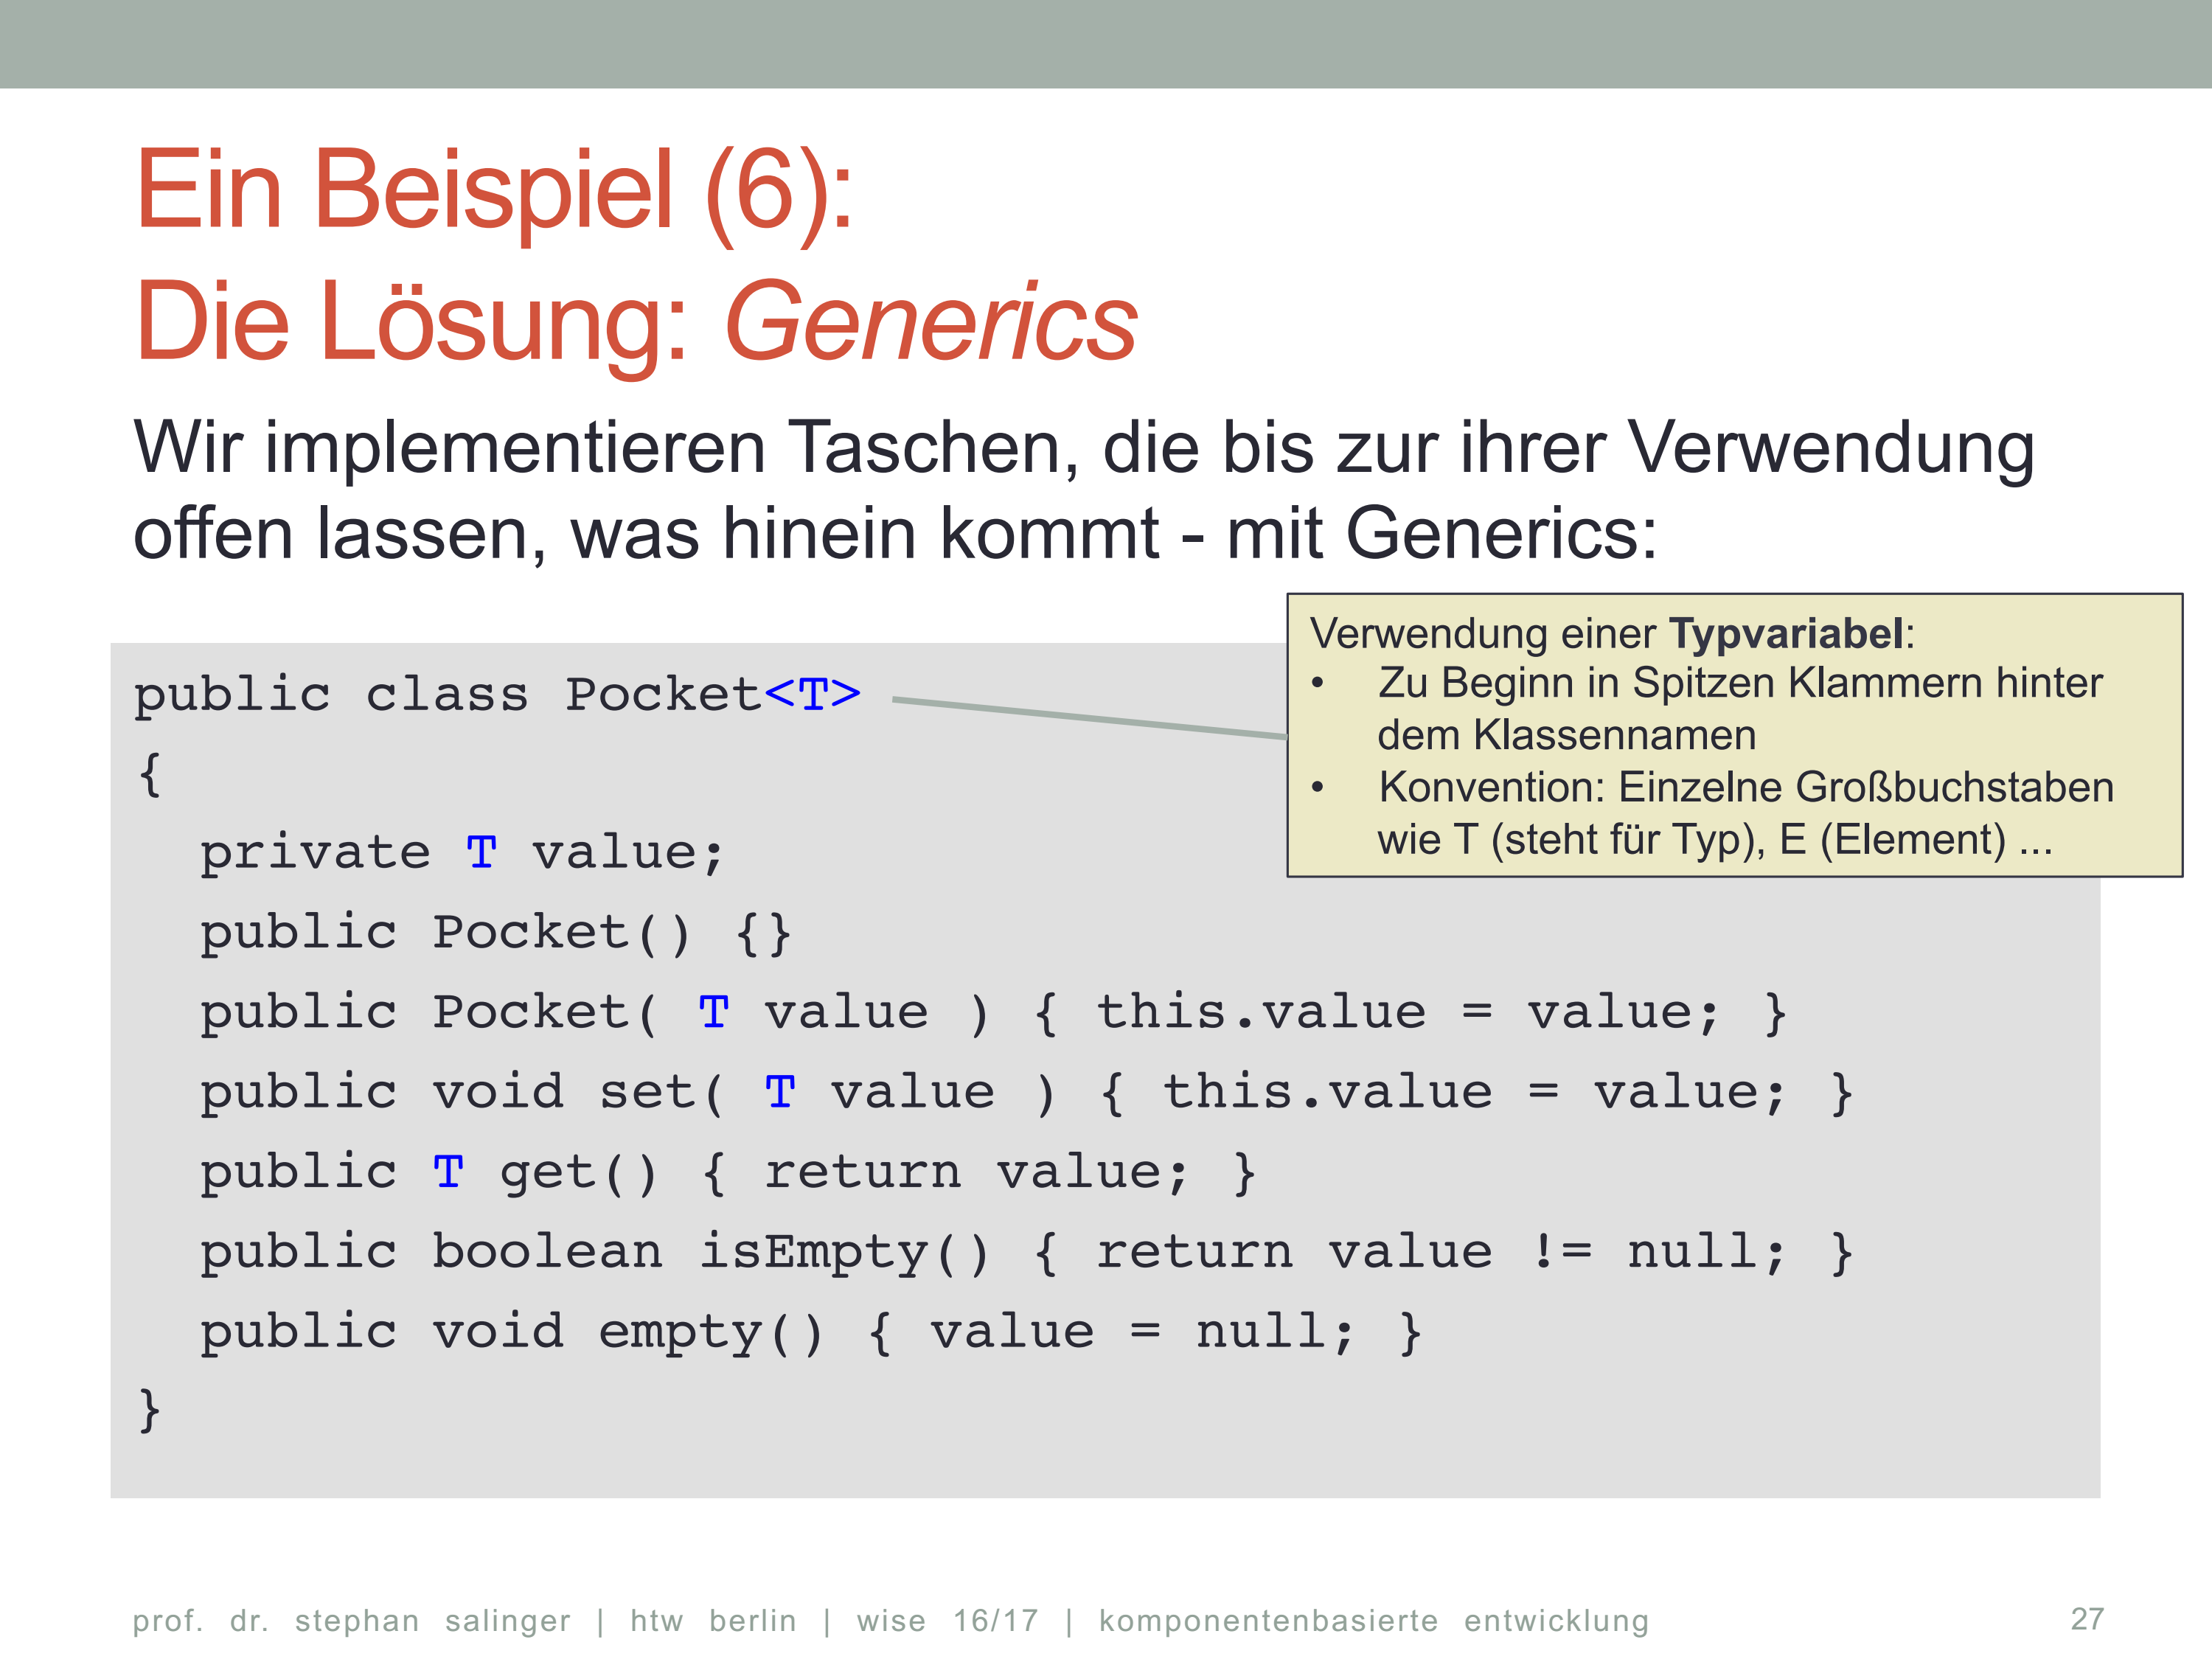 Ein Beispiel (6):
Die Lösung: Generics
Wir implementieren Taschen, die bis zur ihrer Verwendung
offen lassen, was hinein kommt - mit Generics:
Verwendung einer Typvariabel:
• Zu Beginn in Spitzen Klammern hinter
dem Klassennamen
• Konvention: Einzelne Großbuchstaben
wie T (steht für Typ), E (Element) ...
public class Pocket<T>
{
private T value;
public Pocket() {}
public Pocket( T value ) { this.value = value; }
public void set( T value ) { this.value = value; }
public T get() { return value; }
public boolean isEmpty() { return value != null; }
public void empty() { value = null; }
}
prof. dr. stephan salinger | htw berlin | wise 16/17 | komponentenbasierte entwicklung
27